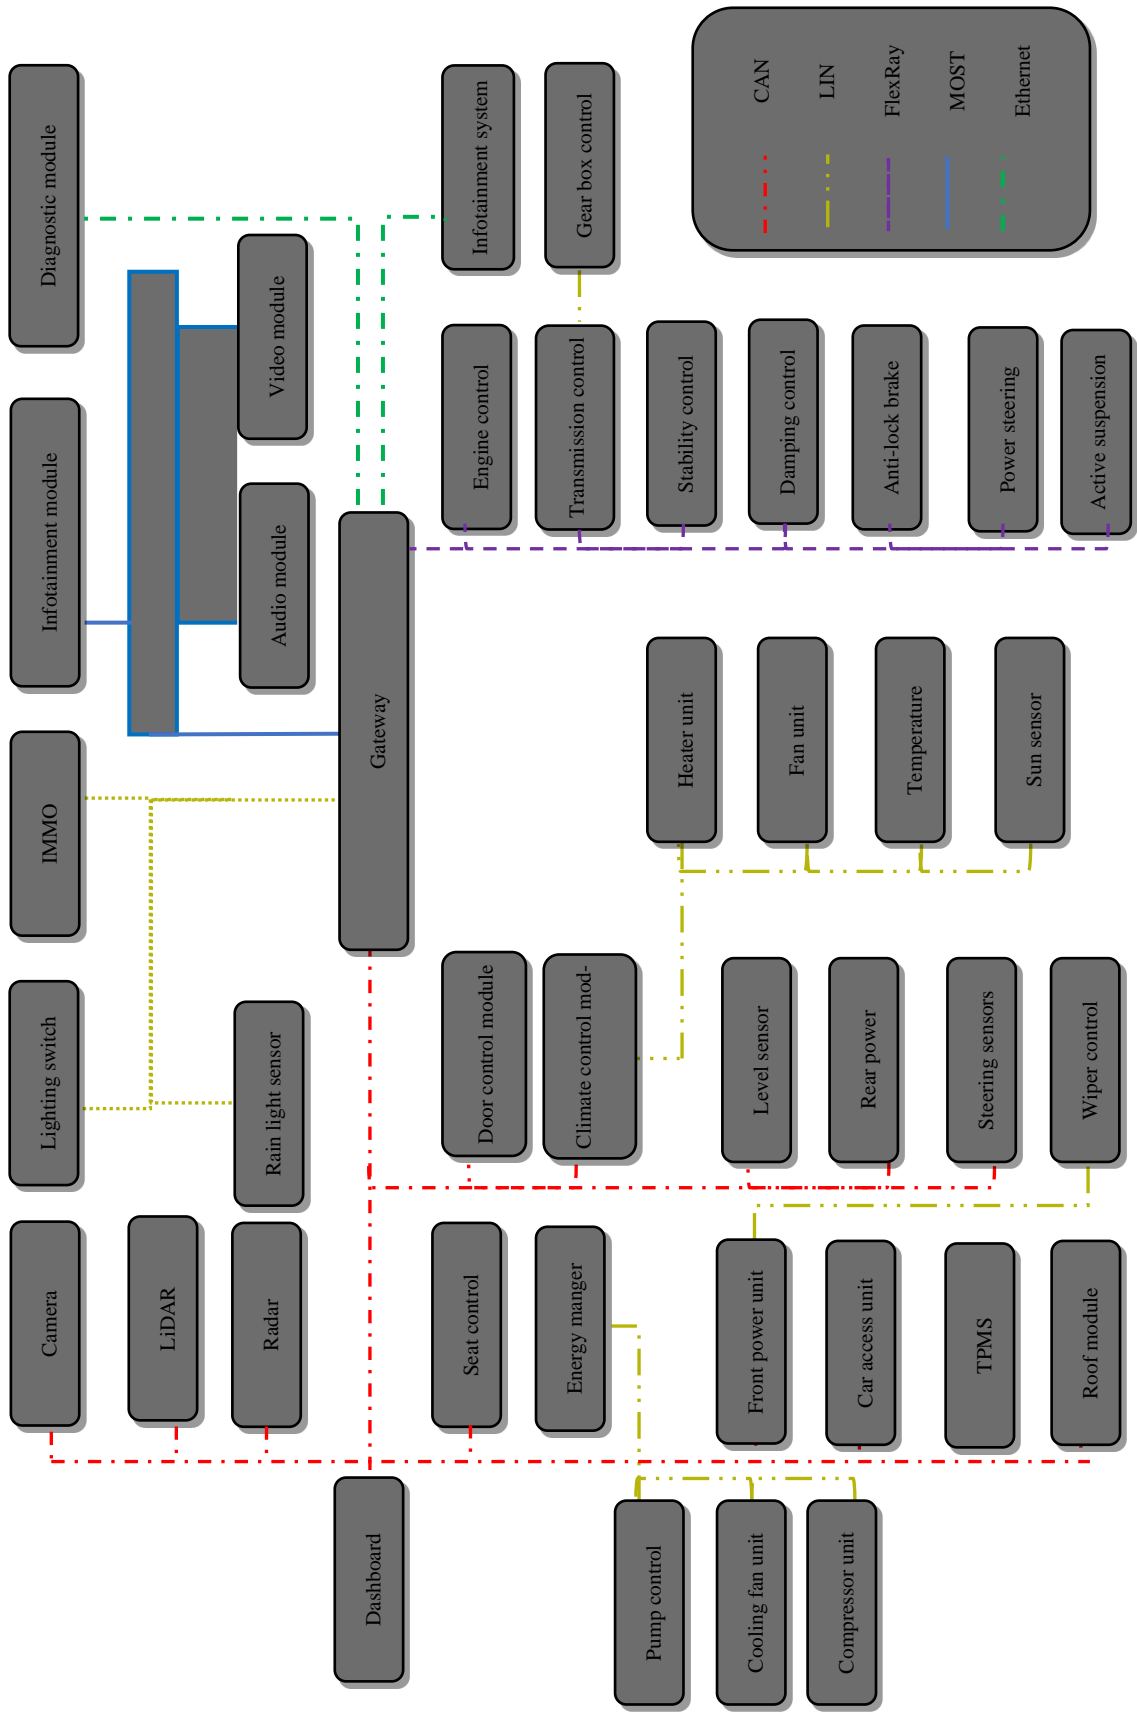 Camera
Lighting switch
IMMO
Infotainment module
Diagnostic module
LiDAR
Radar
Rain light sensor
Audio module
Video module
Dashboard
Gateway
Seat control
Door control module
Engine control
Infotainment system
Energy manger
Climate control mod-
Transmission control
Gear box control
Pump control
Heater unit
Stability control
Cooling fan unit
Front power unit
Level sensor
Fan unit
Damping control
Compressor unit
Car access unit
Rear power
Temperature
Anti-lock brake
TPMS
Steering sensors
Sun sensor
Power steering
Roof module
Wiper control
Active suspension
CAN
LIN
FlexRay
MOST
Ethernet